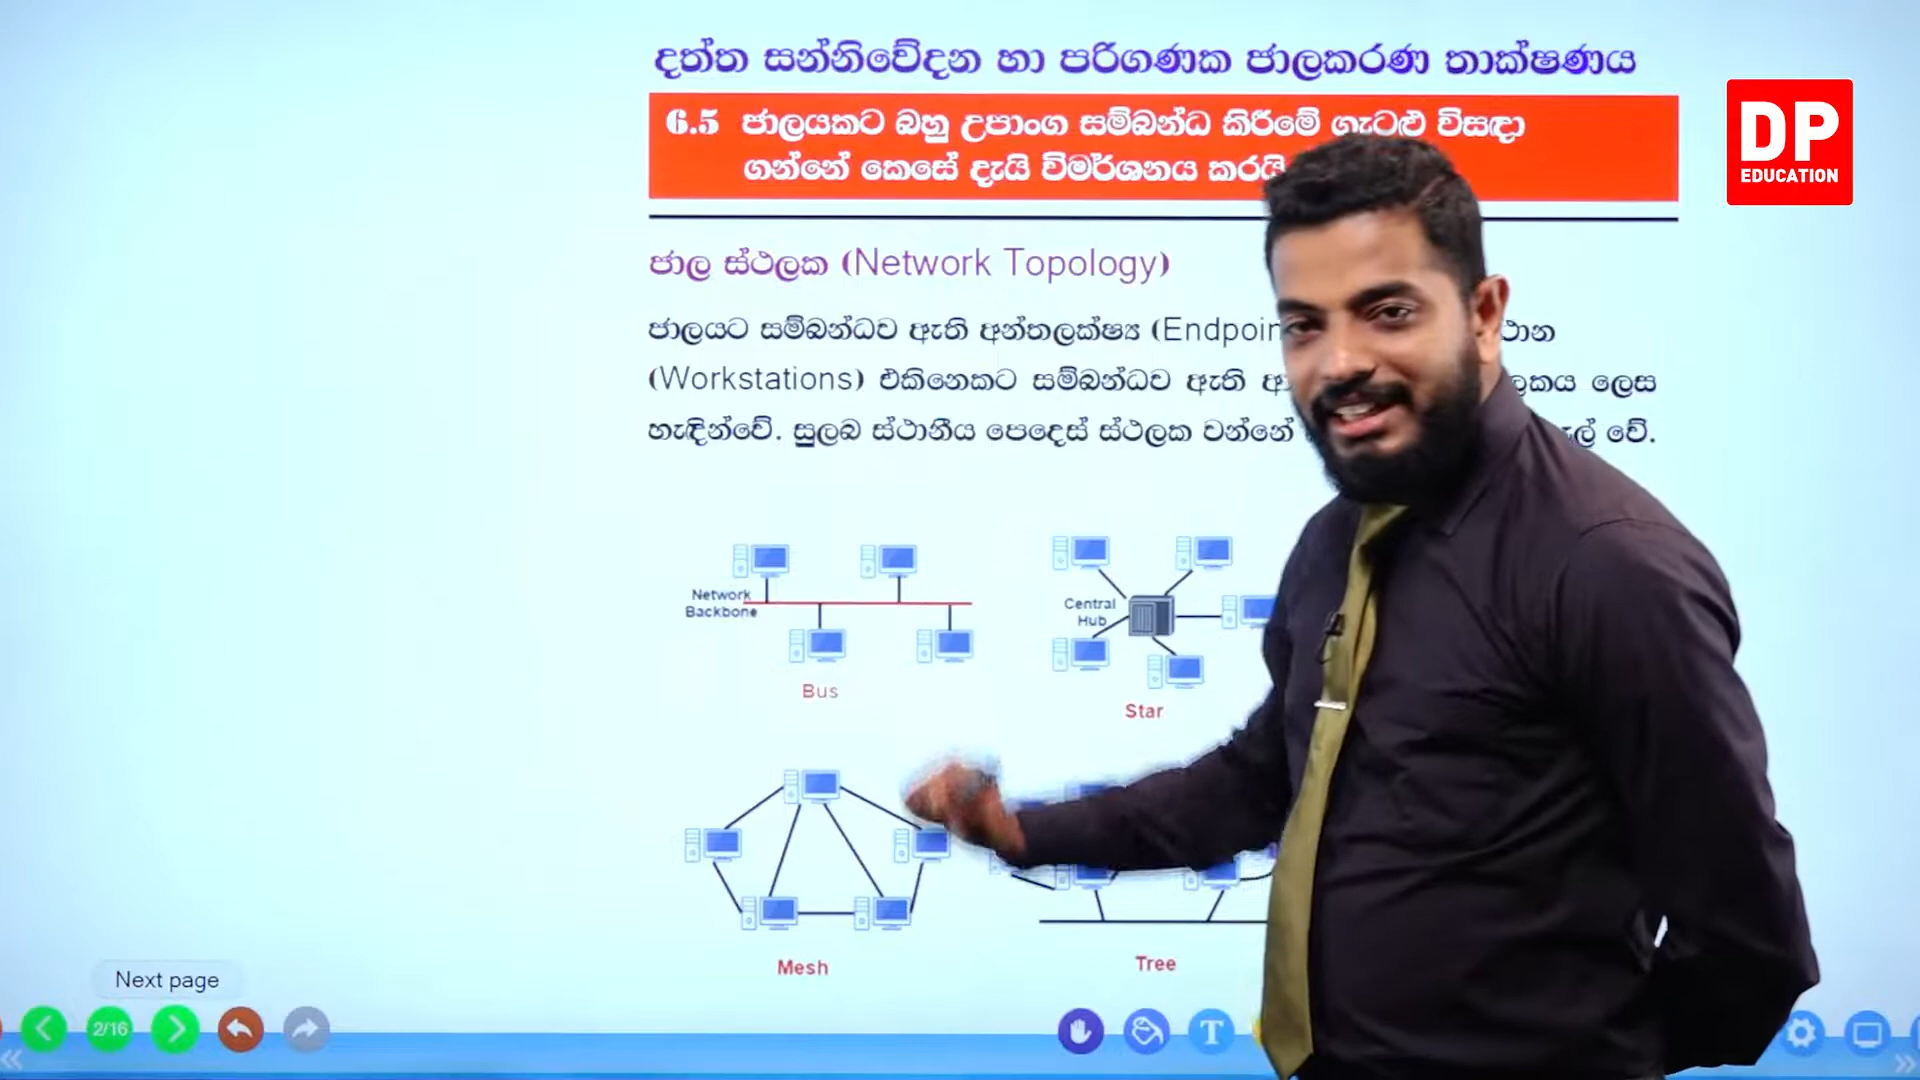 දත්ත සන්නිවේදන හා පරිගණක ජාලකරණ තාක්ෂණය
6.5 ජාලයකට බහු උපාංග සම්බන්ධ කිරීමේ ගැටළු විසඳා
ගන්නේ කෙසේ දැයි විමර්ශනය කරයි
DP
EDUCATION
ජාල ස්ථලක (Network Topology)
ජාලයට සම්බන්ධව ඇති අන්තලක්ෂ්‍ය
(Workstations) එකිනෙකට සම්බන්ධව ඇති ලෙස
හැඳින්වේ. සුලබ ස්ථානීය පෙදෙස් ස්ථලක වන්නේ වේ.
Network
Backbone
Bus
Central
Hub
Star
Mesh
Tree
Next page
2/16
T